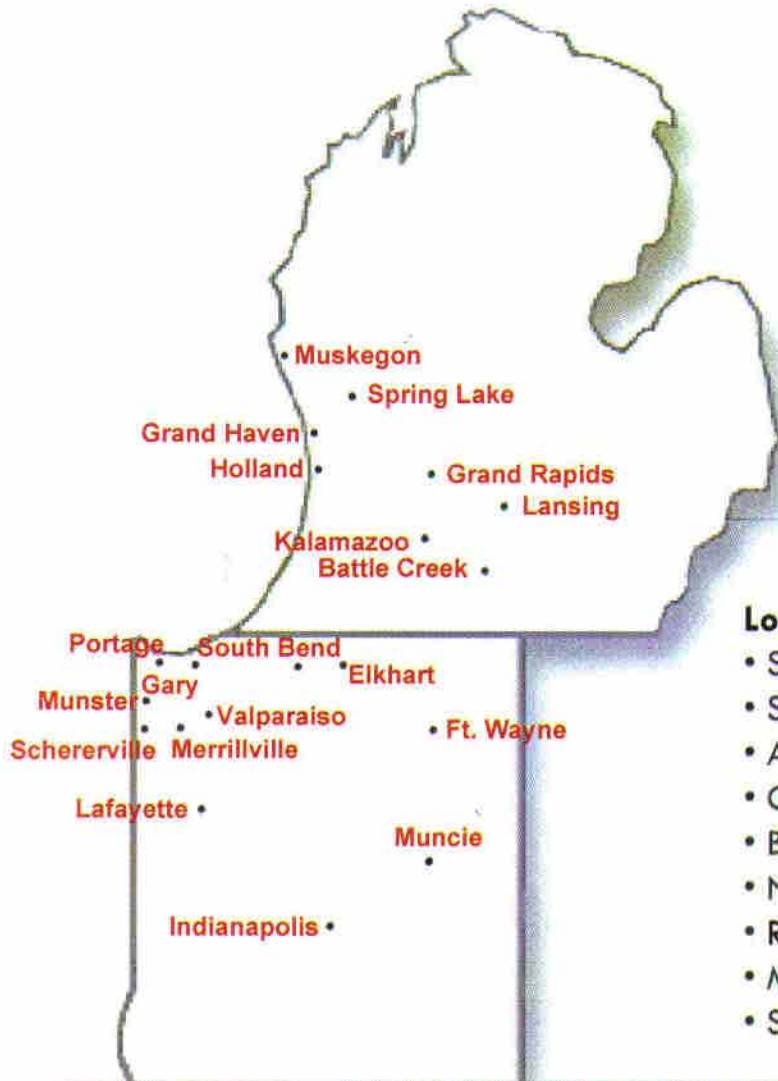 Muskegon
Spring Lake
Grand Haven
Holland
Grand Rapids
Lansing
Kalamazoo
Battle Creek
Portage
South Bend
Gary
Elkhart
Munster
Valparaiso
Schererville
Merrillville
Ft. Wayne
Lafayette
Muncie
Indianapolis
Lo
• S
• S
• A
• C
• B
• N
• R
• M
• S